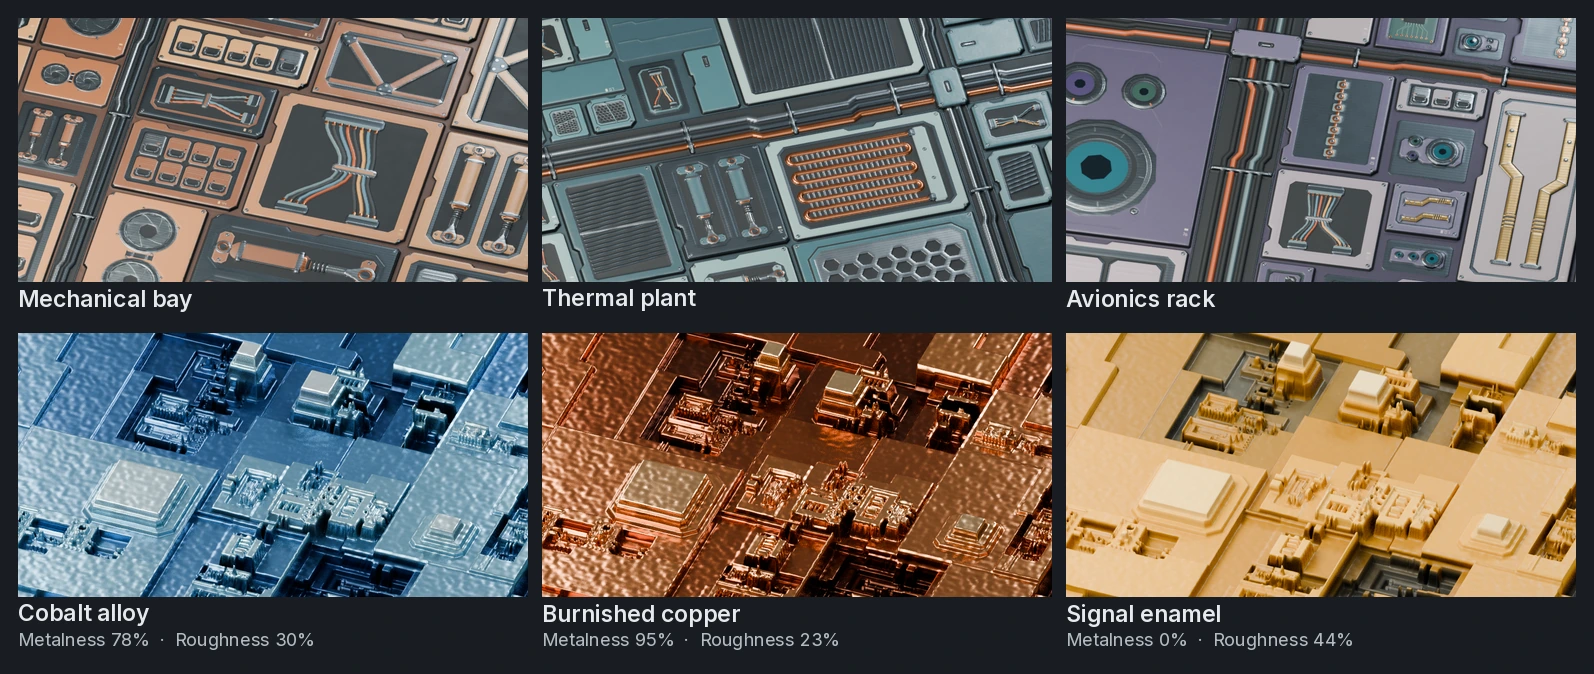 Mechanical bay
Thermal plant
Avionics rack
Cobalt alloy
Metalness 78% · Roughness 30%
Burnished copper
Metalness 95% · Roughness 23%
Signal enamel
Metalness 0% · Roughness 44%